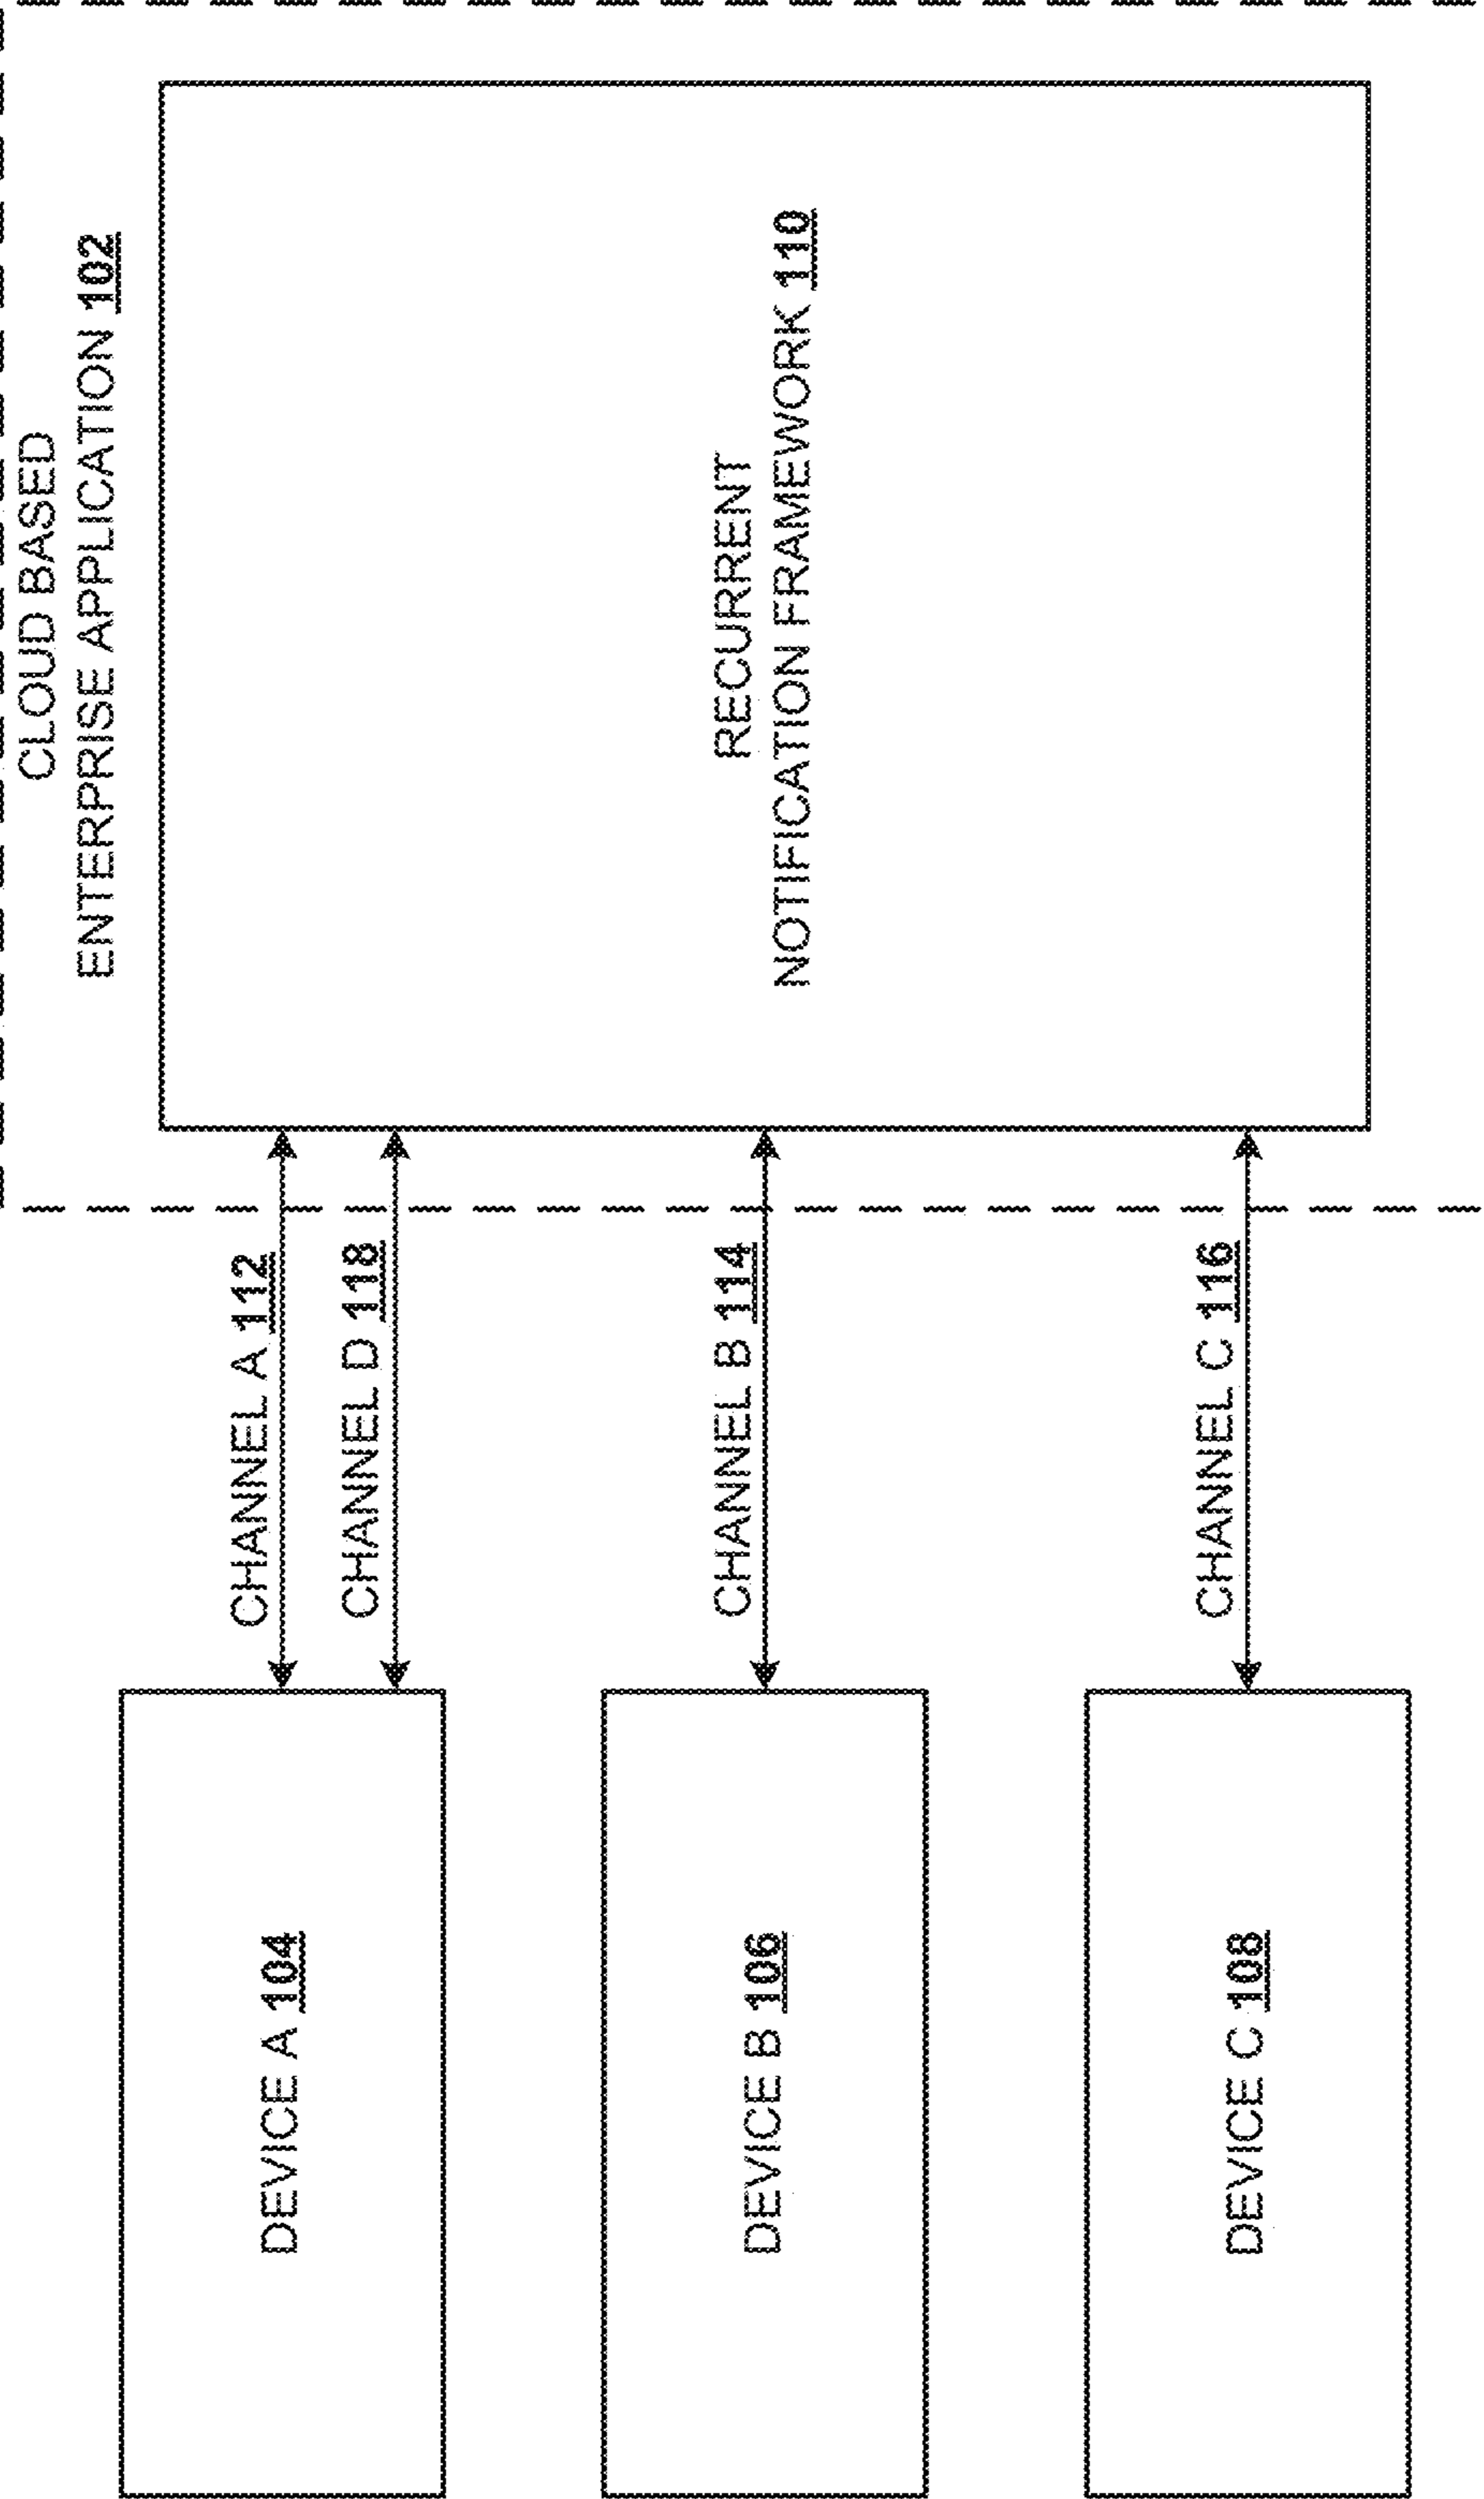 CLOUD BASED
ENTERPRISE APPLICATION 102
DEVICE A 104
CHANNEL A 112
CHANNEL D 118
RECURRENT
NOTIFICATION FRAMEWORK 110
DEVICE B 106
CHANNEL B 114
DEVICE C 108
CHANNEL C 116